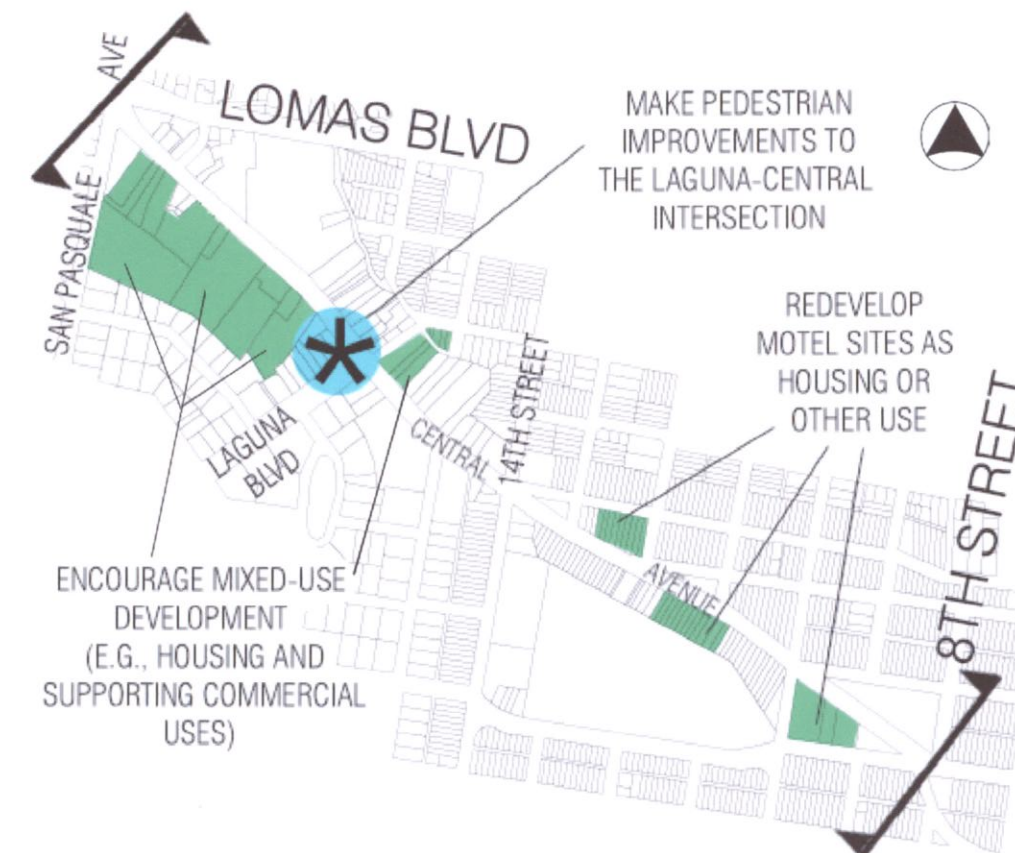 AVE
LOMAS BLVD
MAKE PEDESTRIAN
IMPROVEMENTS TO
THE LAGUNA-CENTRAL
INTERSECTION
SAN PASQUALE
REDEVELOP
MOTEL SITES AS
HOUSING OR
OTHER USE
LAGUNA
BLVD
CENTRAL
14TH STREET
AVENUE
8TH STREET
ENCOURAGE MIXED-USE
DEVELOPMENT
(E.G., HOUSING AND
SUPPORTING COMMERCIAL
USES)